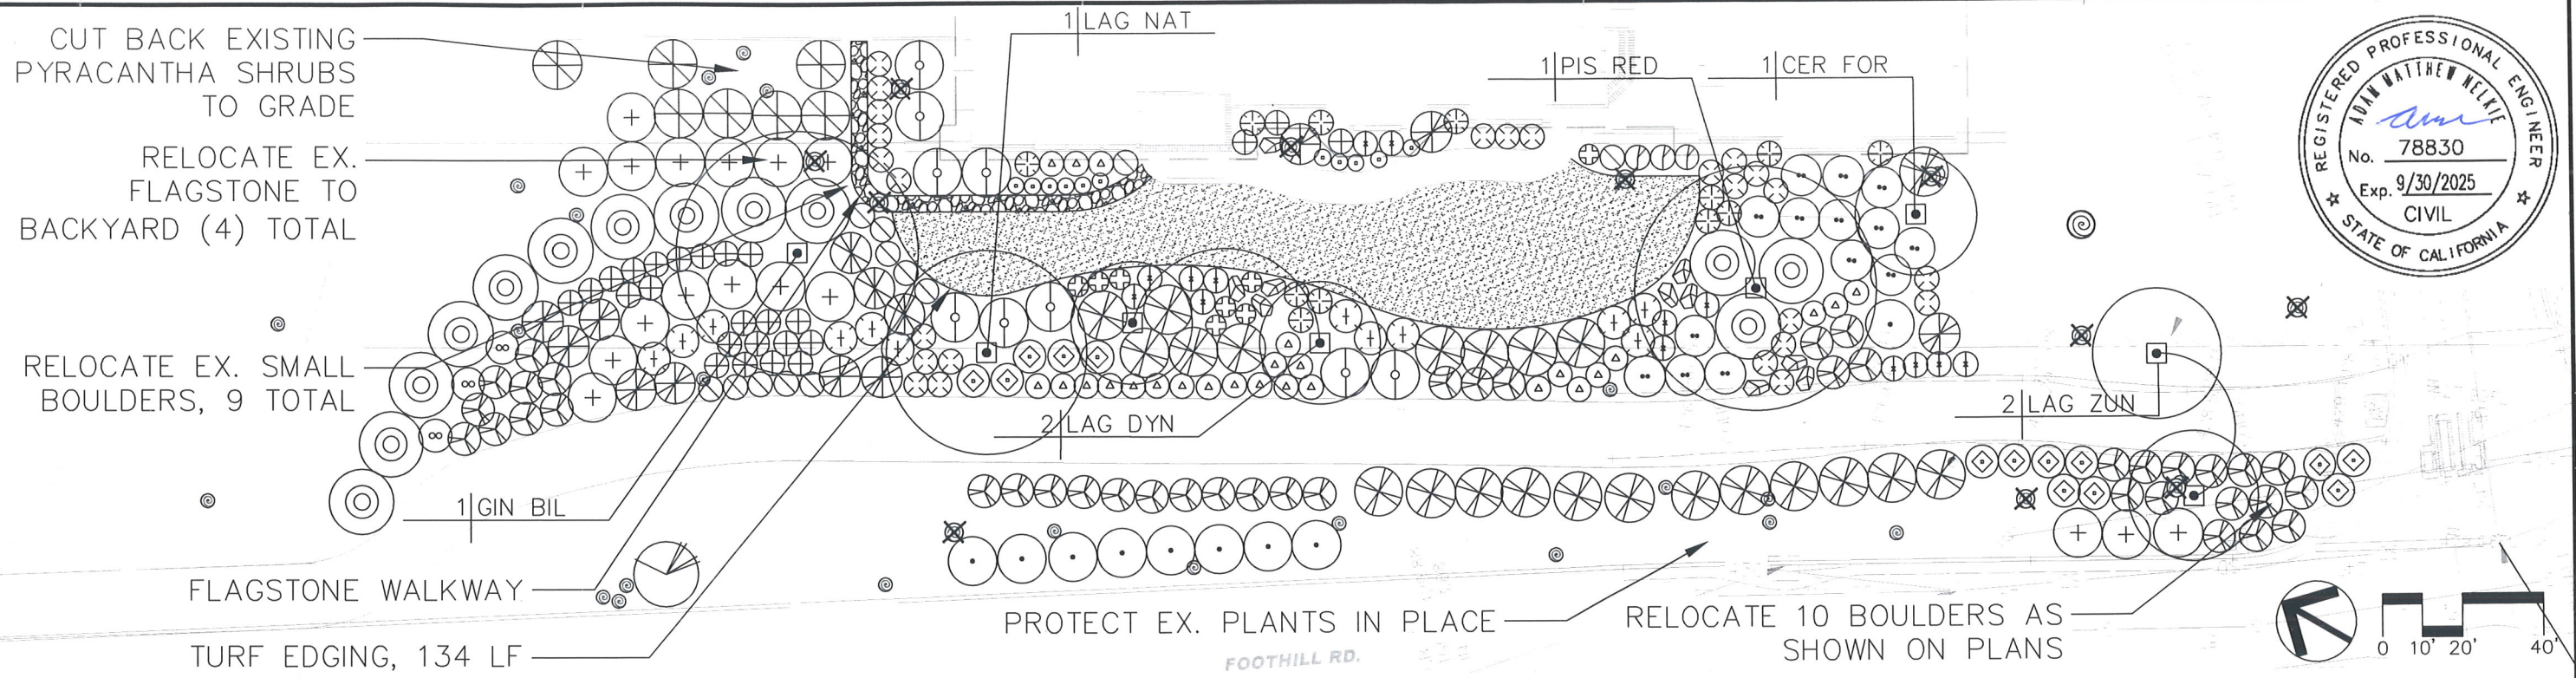 CUT BACK EXISTING
PYRACANTHA SHRUBS
TO GRADE
1 LAG NAT
1 PIS RED
1 CER FOR
REGISTERED PROFESSIONAL ENGINEER
ADAM MATTHEW NELKIE
No. 78830
Exp. 9/30/2025
CIVIL
STATE OF CALIFORNIA
RELOCATE EX.
FLAGSTONE TO
BACKYARD (4) TOTAL
RELOCATE EX. SMALL
BOULDERS, 9 TOTAL
2 LAG DYN
2 LAG ZUN
1 GIN BIL
FLAGSTONE WALKWAY
TURF EDGING, 134 LF
PROTECT EX. PLANTS IN PLACE
RELOCATE 10 BOULDERS AS
SHOWN ON PLANS
FOOTHILL RD.
STOP
0 10' 20' 40'